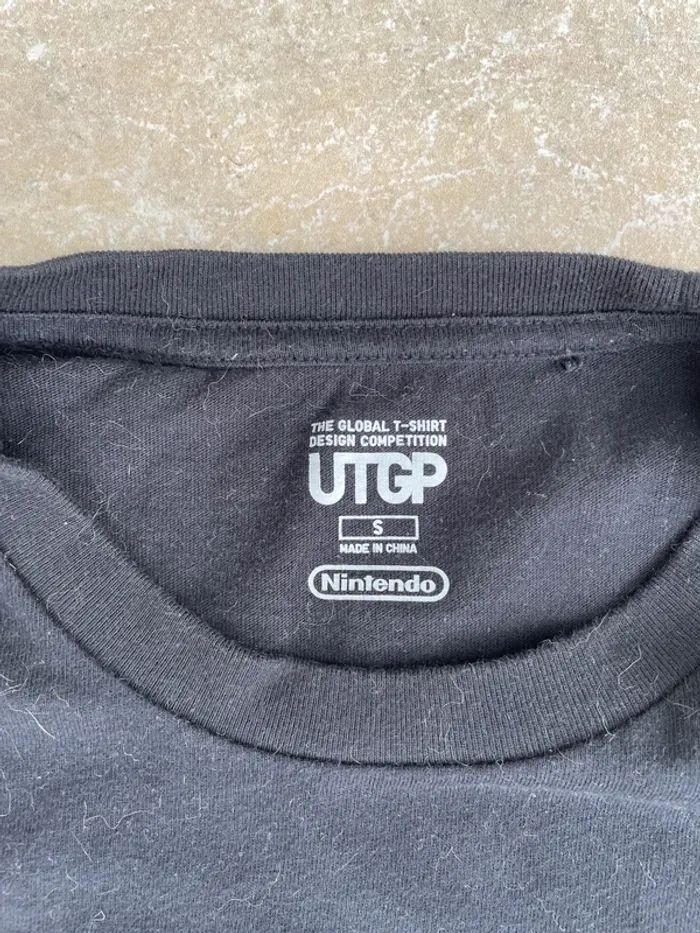 THE GLOBAL T-SHIRT
DESIGN COMPETITION
UTGP
S
MADE IN CHINA
Nintendo